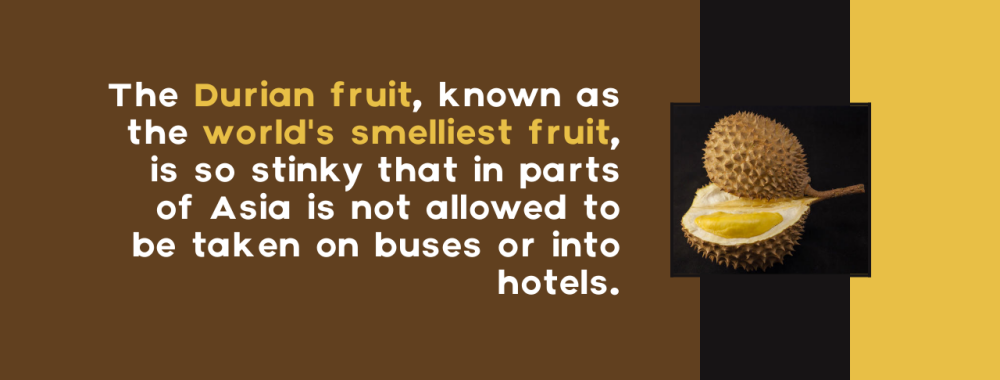 The Durian fruit, known as
the world's smelliest fruit,
is so stinky that in parts
of Asia is not allowed to
be taken on buses or into
hotels.